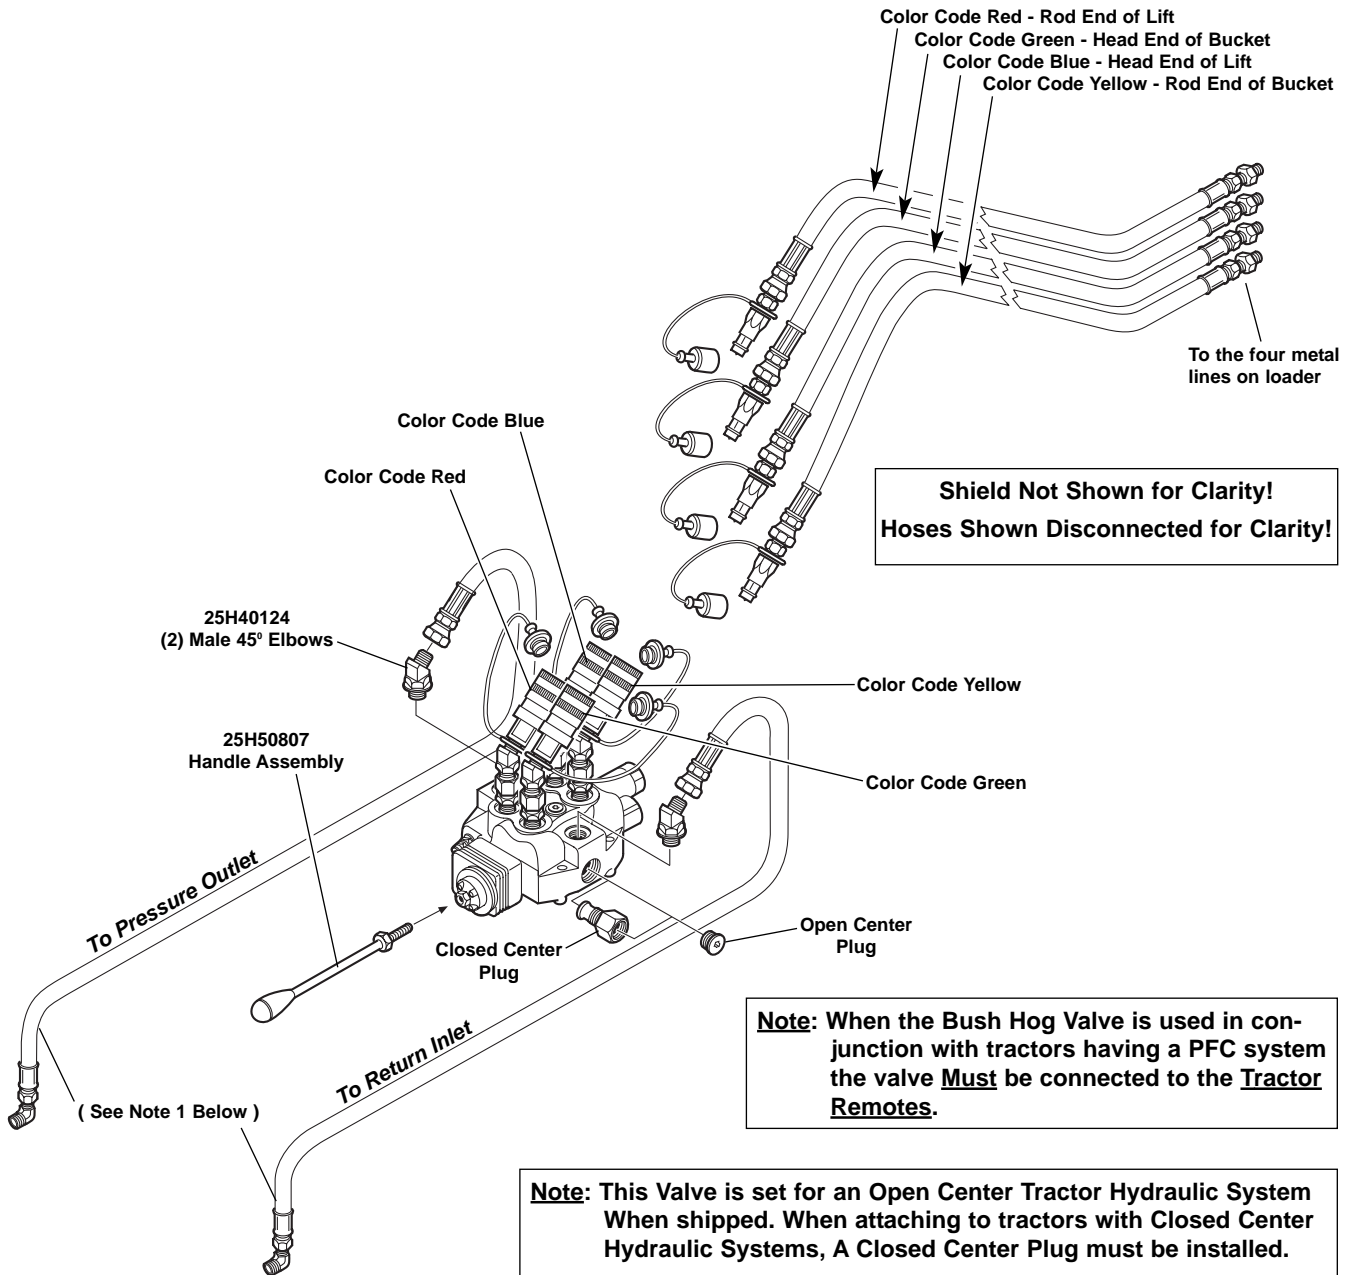 Color Code Red - Rod End of Lift
Color Code Green - Head End of Bucket
Color Code Blue - Head End of Lift
Color Code Yellow - Rod End of Bucket
To the four metal
lines on loader
Color Code Blue
Color Code Red
Shield Not Shown for Clarity!
Hoses Shown Disconnected for Clarity!
25H40124
(2) Male 45⁰ Elbows
Color Code Yellow
25H50807
Handle Assembly
Color Code Green
To Pressure Outlet
Closed Center
Plug
Open Center
Plug
To Return Inlet
( See Note 1 Below )
Note: When the Bush Hog Valve is used in con-
junction with tractors having a PFC system
the valve Must be connected to the Tractor
Remotes.
Note: This Valve is set for an Open Center Tractor Hydraulic System
When shipped. When attaching to tractors with Closed Center
Hydraulic Systems, A Closed Center Plug must be installed.